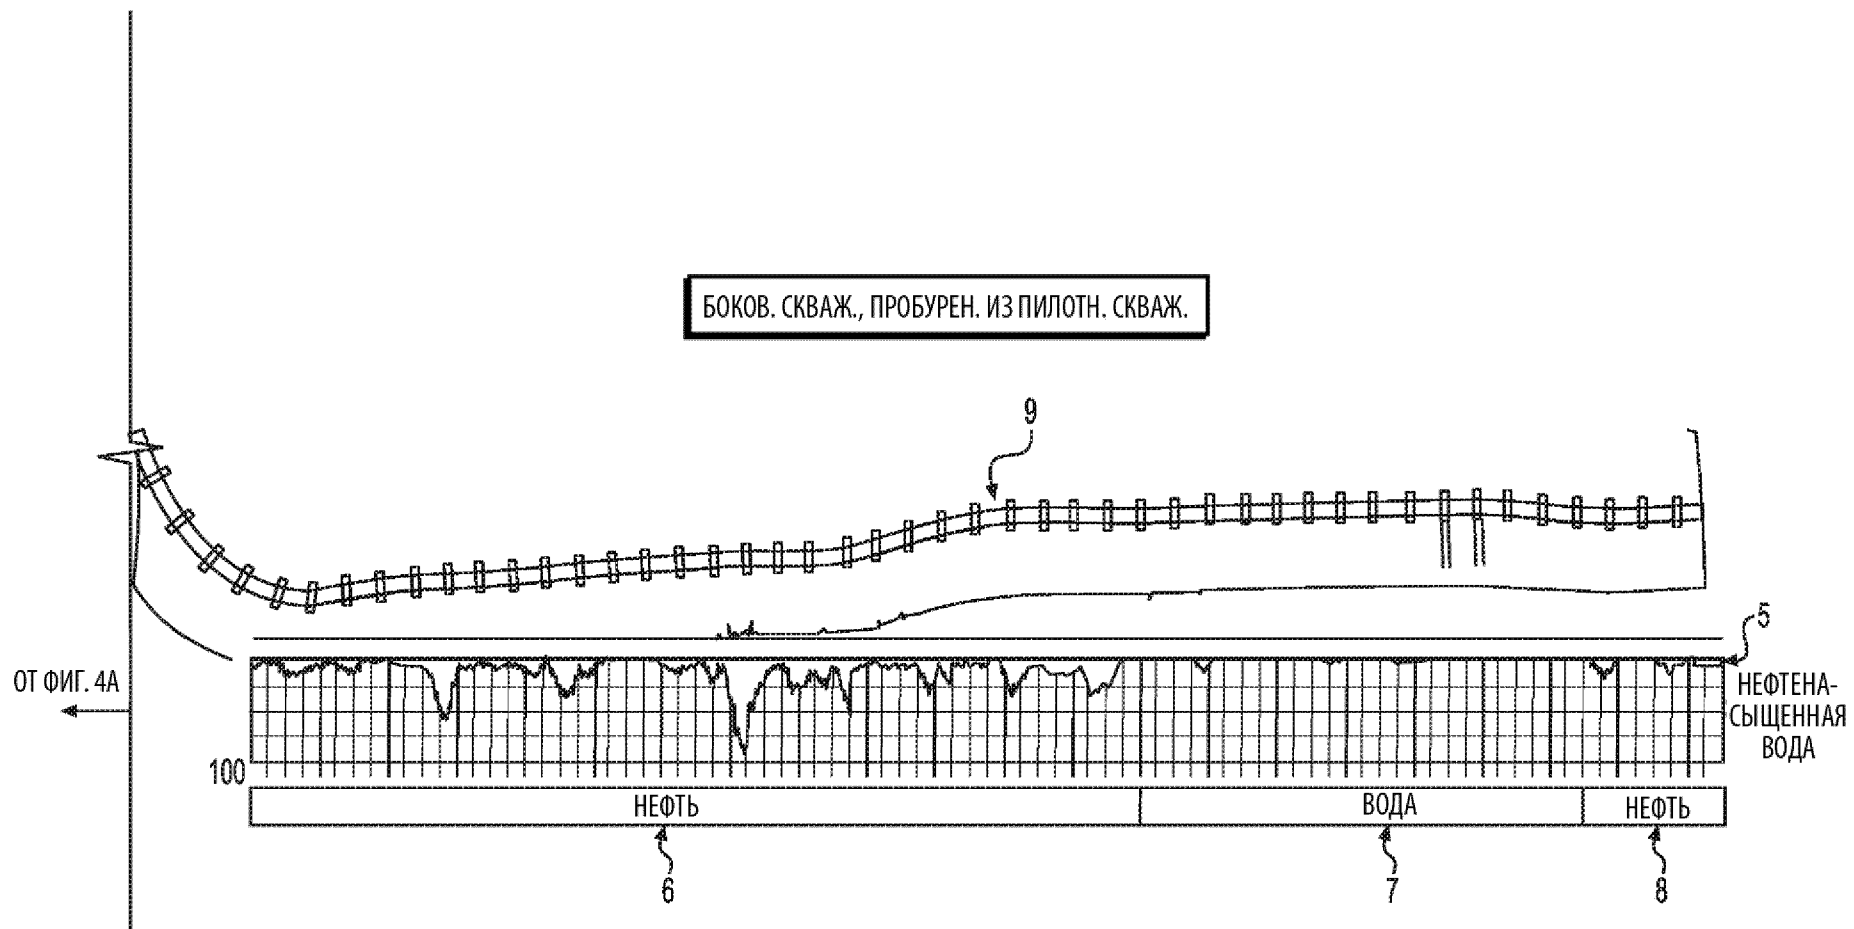 БОКОВ. СКВАЖ., ПРОБУРЕН. ИЗ ПИЛОТН. СКВАЖ.
9
5
ОТ ФИГ. 4А
НЕФТЕНА-
СЫЩЕННАЯ
ВОДА
100
НЕФТЬ
ВОДА
НЕФТЬ
6
7
8